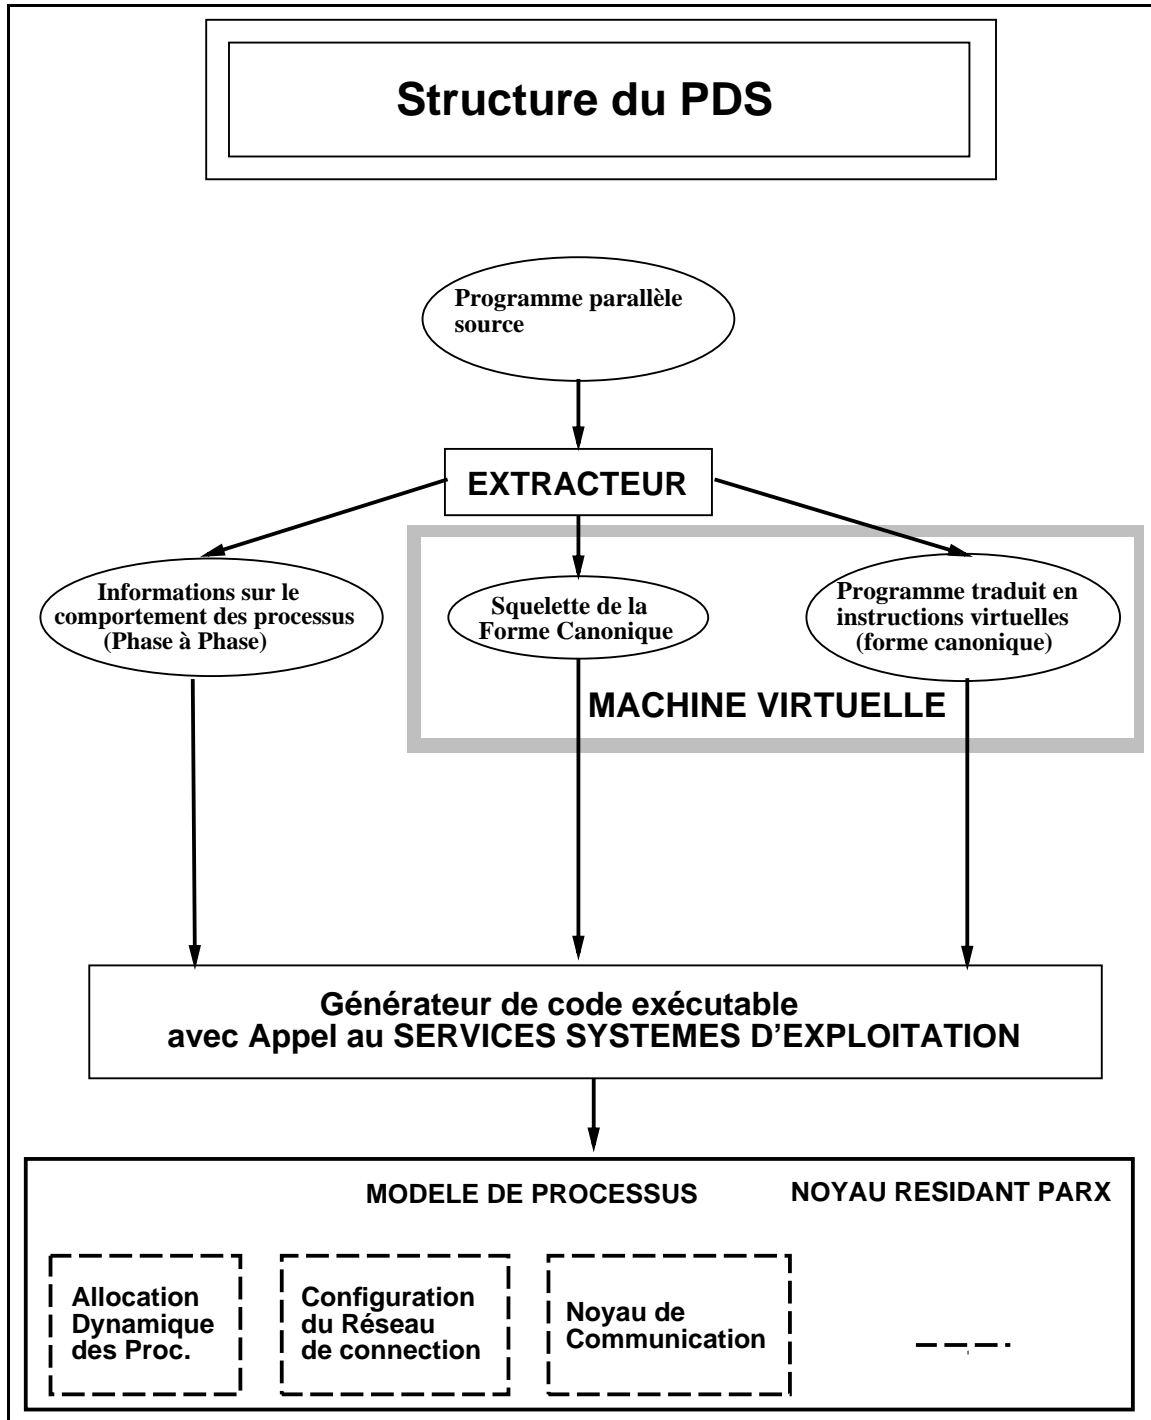 Structure du PDS
Programme parallèle
source
EXTRACTEUR
Informations sur le
comportement des processus
(Phase à Phase)
Squelette de la
Forme Canonique
Programme traduit en
instructions virtuelles
(forme canonique)
MACHINE VIRTUELLE
Générateur de code exécutable
avec Appel au SERVICES SYSTEMES D’EXPLOITATION
MODELE DE PROCESSUS
NOYAU RESIDANT PARX
Allocation
Dynamique
des Proc.
Configuration
du Réseau
de connection
Noyau de
Communication